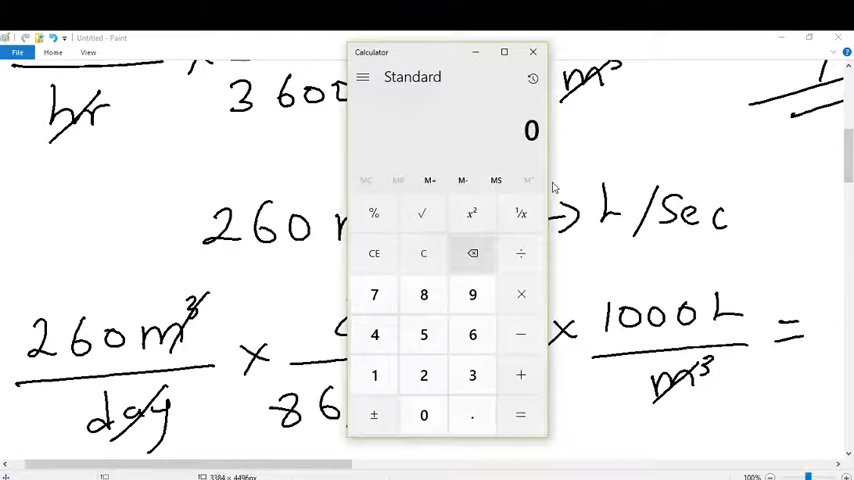 Untitled - Paint
File Home View
hr
3600
m³
260
→ L/Sec
260 m³
day
×
86
× 1000 L
m³
=
Calculator
Standard
0
MC MR M+ M- MS M˅
% √ x² ¹/x
CE C ÷
7 8 9 ×
4 5 6 −
1 2 3 +
± 0 . =
3384 × 4496px
100%